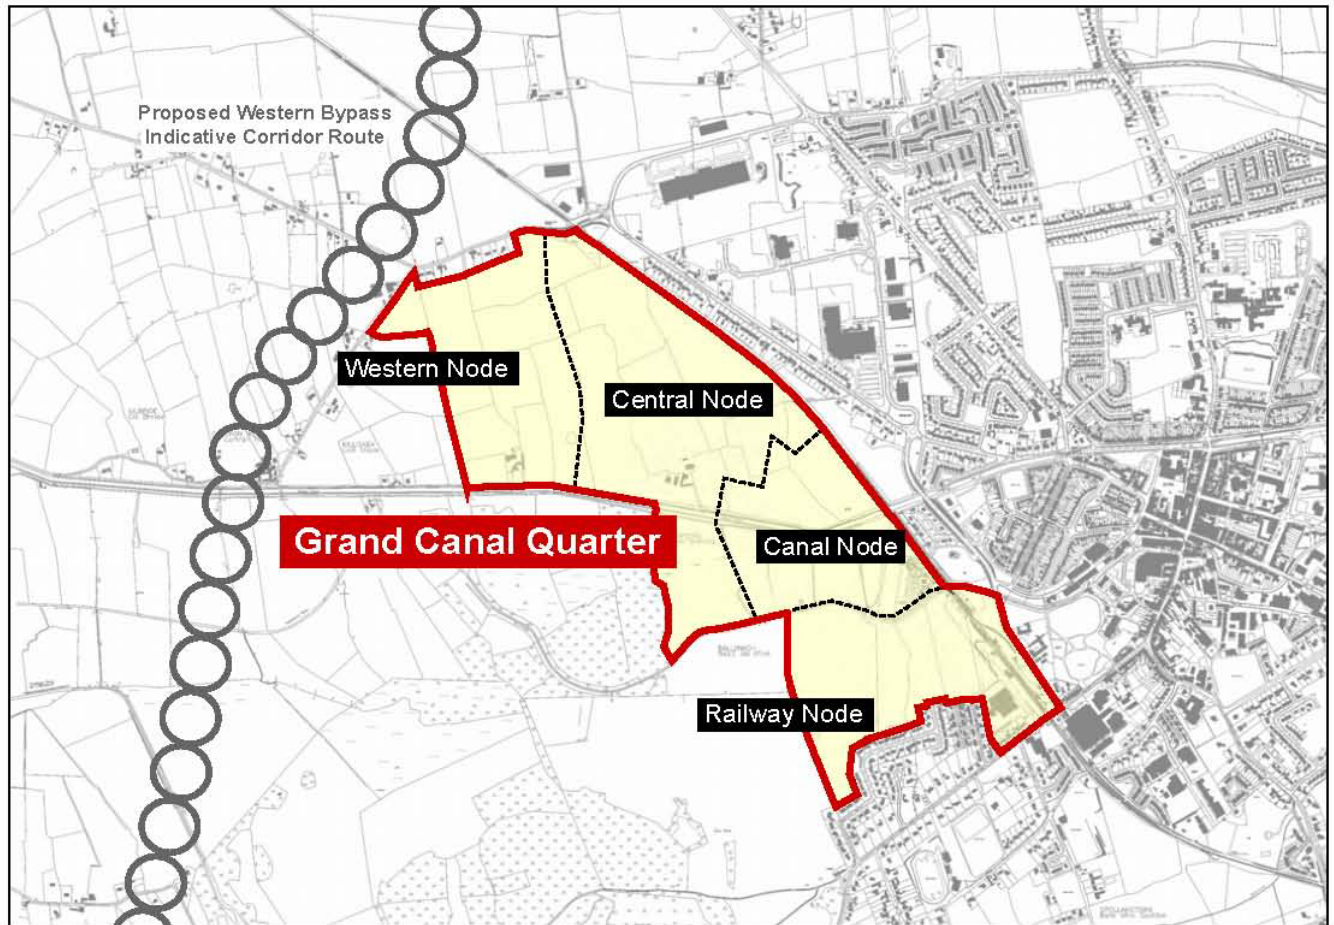 Proposed Western Bypass
Indicative Corridor Route
Western Node
Central Node
Grand Canal Quarter
Canal Node
Railway Node